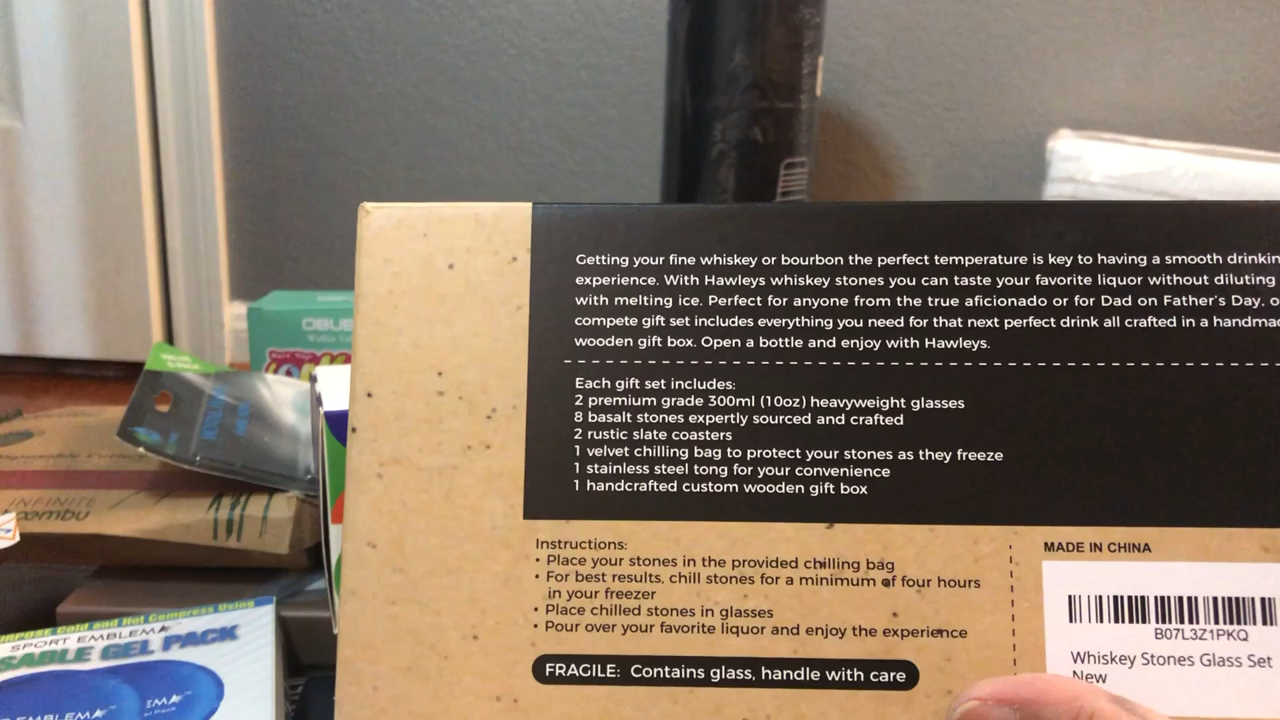 Getting your fine whiskey or bourbon the perfect temperature is key to having a smooth drinkin
experience. With Hawleys whiskey stones you can taste your favorite liquor without diluting
with melting ice. Perfect for anyone from the true aficionado or for Dad on Father's Day, o
compete gift set includes everything you need for that next perfect drink all crafted in a handma
wooden gift box. Open a bottle and enjoy with Hawleys.
Each gift set includes:
2 premium grade 300ml (10oz) heavyweight glasses
8 basalt stones expertly sourced and crafted
2 rustic slate coasters
1 velvet chilling bag to protect your stones as they freeze
1 stainless steel tong for your convenience
1 handcrafted custom wooden gift box
Instructions:
• Place your stones in the provided chilling bag
• For best results, chill stones for a minimum of four hours
in your freezer
• Place chilled stones in glasses
• Pour over your favorite liquor and enjoy the experience
FRAGILE: Contains glass, handle with care
MADE IN CHINA
B07L3Z1PKQ
Whiskey Stones Glass Set
New
OBUE
INFINITE
Cold and Hot Compress Using
SPORT EMBLEM
SABLE GEL PACK
EMBLEM